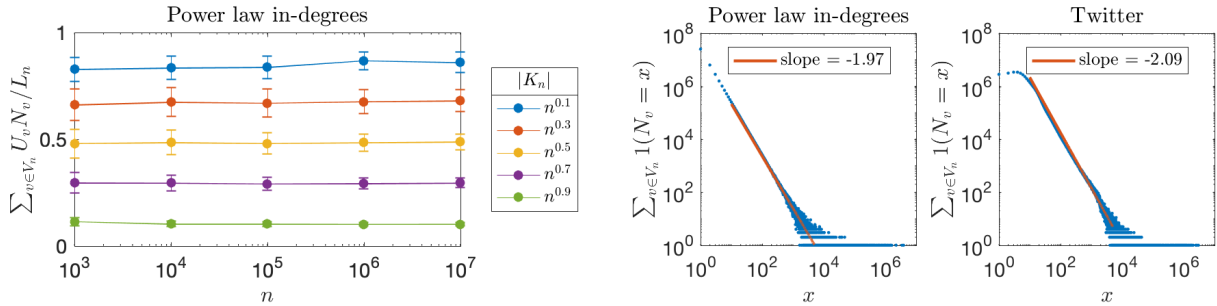 Power law in-degrees
1
0.5
0
∑_{v∈V_n} U_v N_v / L_n
10^3
10^4
10^5
10^6
10^7
n
|K_n|
n^{0.1}
n^{0.3}
n^{0.5}
n^{0.7}
n^{0.9}
Power law in-degrees
10^8
10^6
10^4
10^2
10^0
∑_{v∈V_n} 1(N_v = x)
slope = -1.97
10^0
10^2
10^4
10^6
x
Twitter
10^8
10^6
10^4
10^2
10^0
∑_{v∈V_n} 1(N_v = x)
slope = -2.09
10^0
10^2
10^4
10^6
x